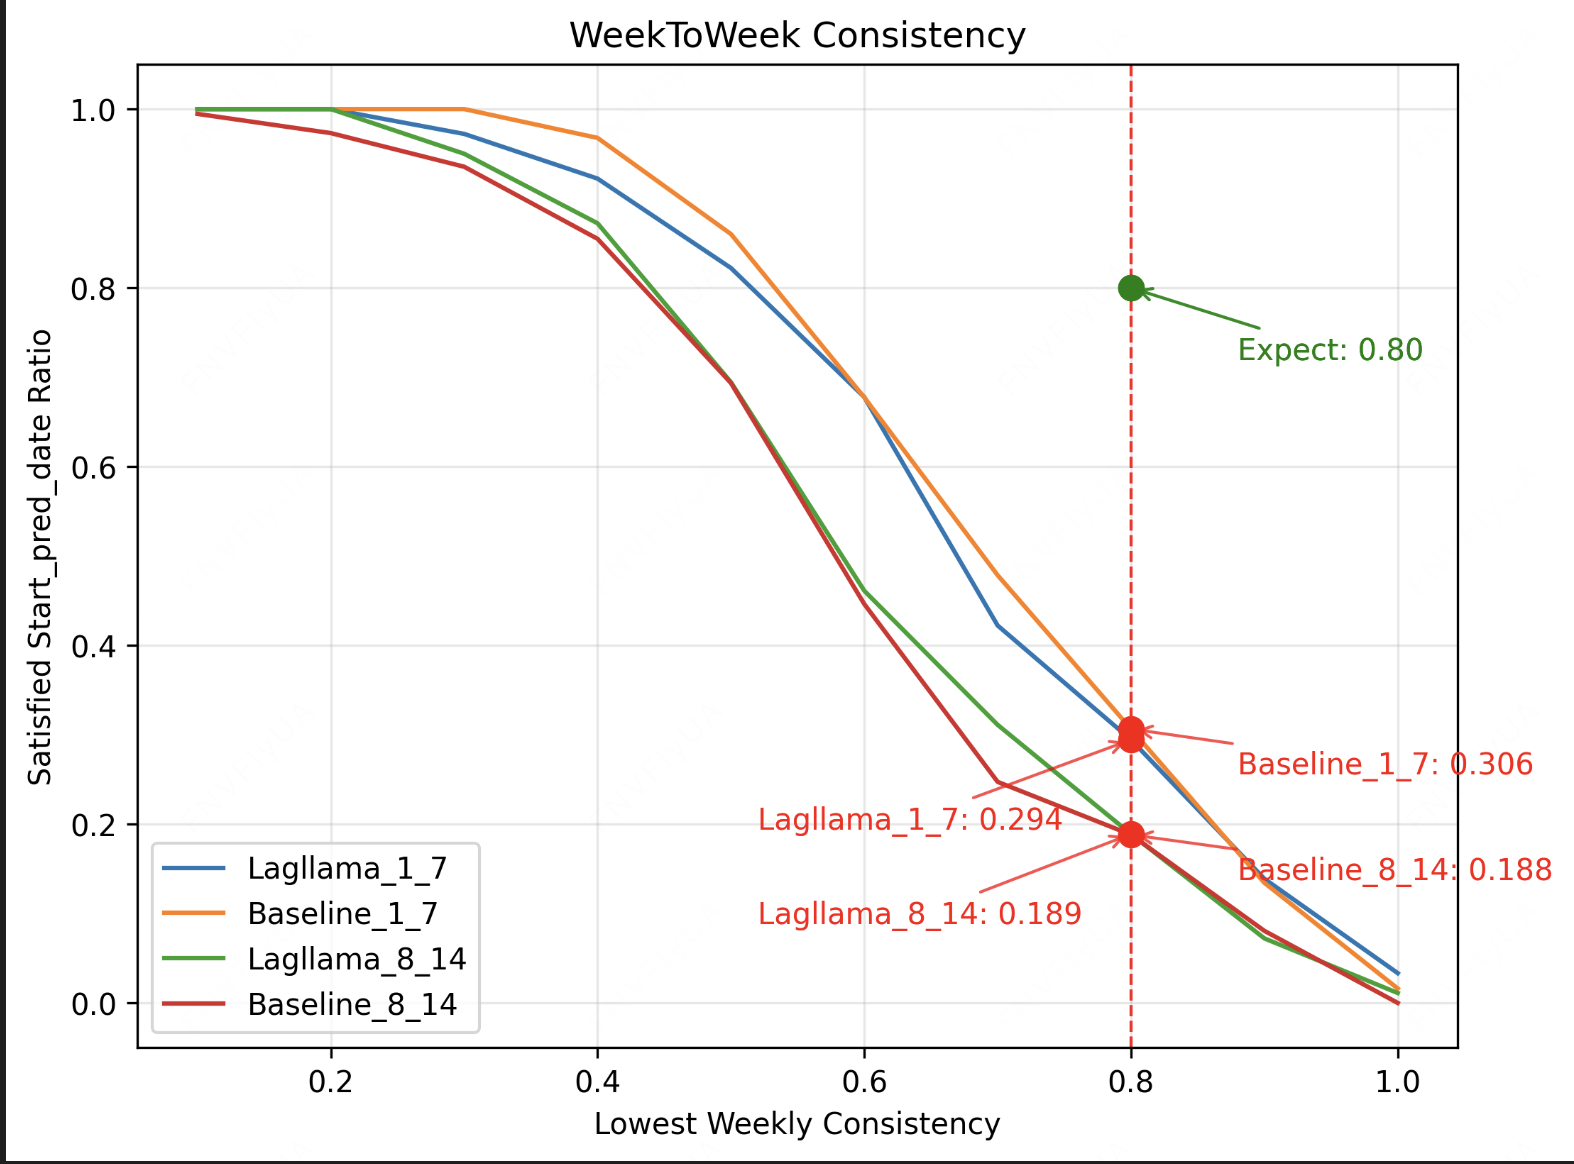 WeekToWeek Consistency
Satisfied Start_pred_date Ratio
1.0
0.8
0.6
0.4
0.2
0.0
Expect: 0.80
Baseline_1_7: 0.306
Lagllama_1_7: 0.294
Baseline_8_14: 0.188
Lagllama_8_14: 0.189
Lagllama_1_7
Baseline_1_7
Lagllama_8_14
Baseline_8_14
0.2 0.4 0.6 0.8 1.0
Lowest Weekly Consistency